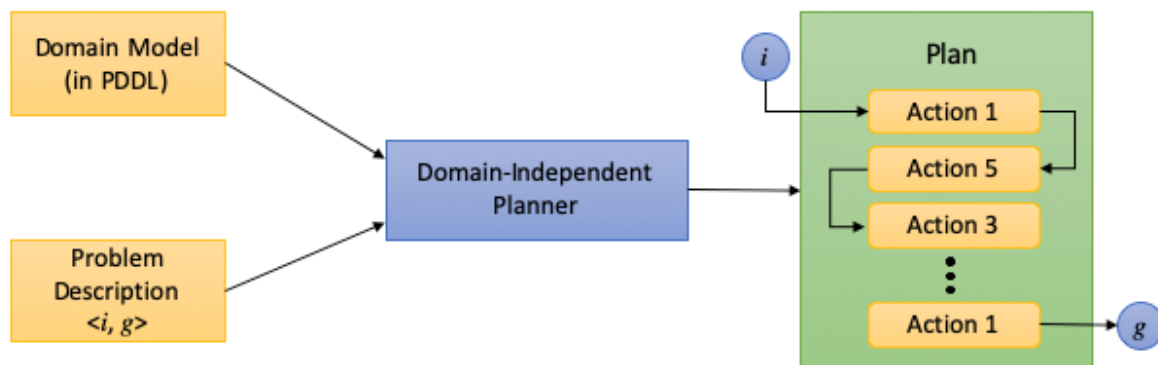 Domain Model
(in PDDL)
Problem
Description
<i, g>
Domain-Independent
Planner
i
Plan
Action 1
Action 5
Action 3
Action 1
g